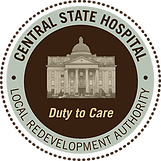 CENTRAL STATE HOSPITAL
Duty to Care
LOCAL REDEVELOPMENT AUTHORITY